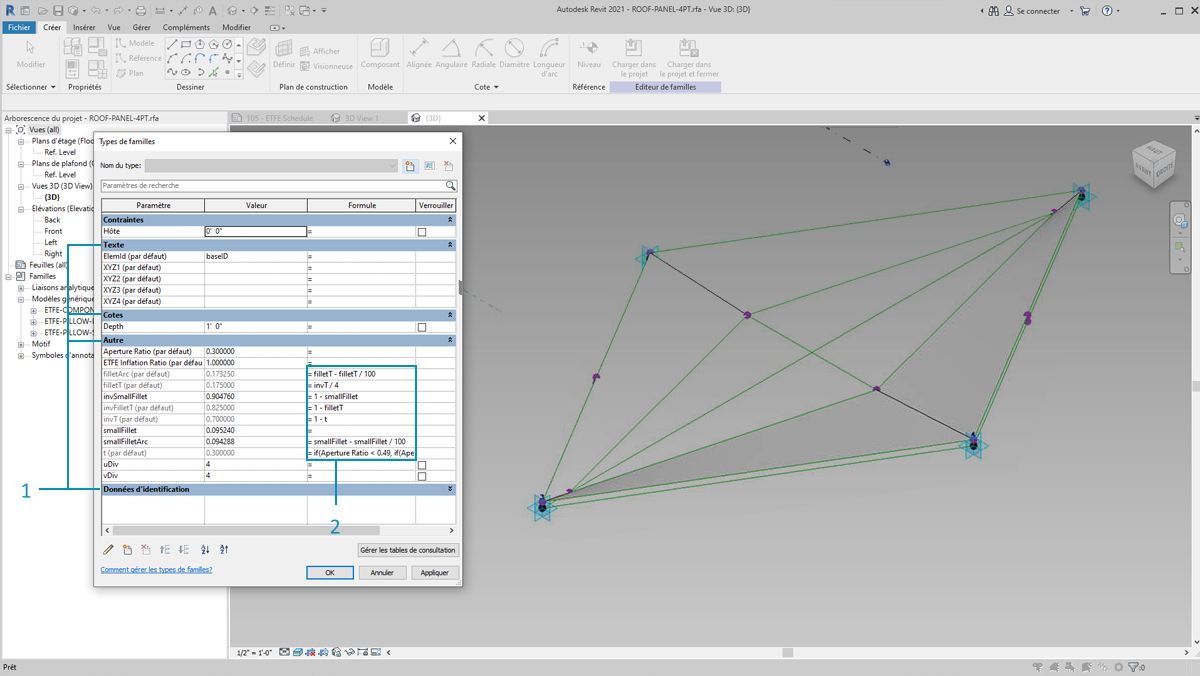 Autodesk Revit 2021 - ROOF-PANEL-4PT.rfa - Vue 3D: {3D}
Se connecter
Fichier Créer Insérer Vue Gérer Compléments Modifier
Modèle
Référence
Plan
Afficher
Visionneuse
Modifier
Définir
Composant
Alignée Angulaire Radiale Diamètre Longueur d'arc
Niveau
Charger dans le projet
Charger dans le projet et fermer
Sélectionner Propriétés Dessiner Plan de construction Modèle Cote Référence Editeur de familles
Arborescence du projet - ROOF-PANEL-4PT.rfa
105 - ETFE Schedule
3D View 1
{3D}
Vues (all)
Plans d'étage (Floo
Ref. Level
Plans de plafond (C
Ref. Level
Vues 3D (3D View)
{3D}
Elévations (Elevatio
Back
Front
Left
Right
Feuilles (all)
Familles
Liaisons analytique
Modèles génériques
ETFE-COMPON
ETFE-PILLOW-
ETFE-PILLOW-S
Motif
Symboles d'annota
Types de familles
Nom du type:
Paramètres de recherche
Paramètre Valeur Formule Verrouiller
Contraintes
Hôte 0' 0" =
Texte
ElemId (par défaut) baseID =
XYZ1 (par défaut) =
XYZ2 (par défaut) =
XYZ3 (par défaut) =
XYZ4 (par défaut) =
Cotes
Depth 1' 0" =
Autre
Aperture Ratio (par défaut) 0.300000 =
ETFE Inflation Ratio (par défau 1.000000 =
filletArc (par défaut) 0.173250 = filletT - filletT / 100
filletT (par défaut) 0.175000 = invT / 4
invSmallFillet 0.904760 = 1 - smallFillet
invFilletT (par défaut) 0.825000 = 1 - filletT
invT (par défaut) 0.700000 = 1 - t
smallFillet 0.095240 =
smallFilletArc 0.094288 = smallFillet - smallFillet / 100
t (par défaut) 0.300000 = if(Aperture Ratio < 0.49, if(Ape
uDiv 4 =
vDiv 4 =
Données d'identification
1
2
Gérer les tables de consultation
Comment gérer les types de familles?
OK Annuler Appliquer
1/2" = 1'-0"
Prêt
:0